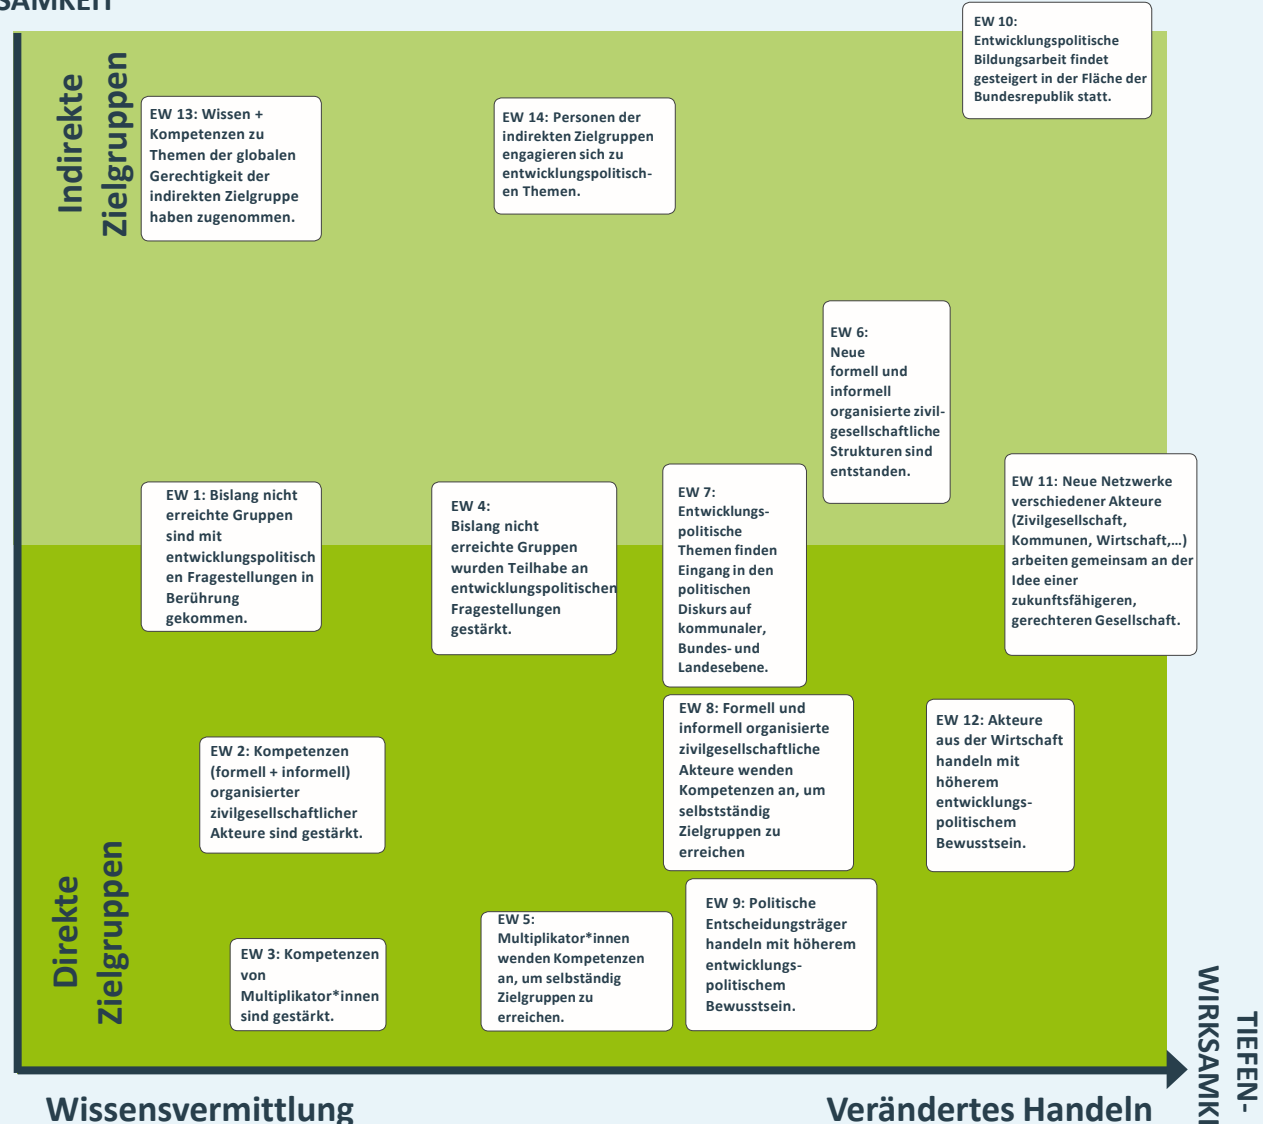 SAMKEIT
Indirekte
Zielgruppen
EW 10:
Entwicklungspolitische
Bildungsarbeit findet
gesteigert in der Fläche der
Bundesrepublik statt.
EW 13: Wissen +
Kompetenzen zu
Themen der globalen
Gerechtigkeit der
indirekten Zielgruppe
haben zugenommen.
EW 14: Personen der
indirekten Zielgruppen
engagieren sich zu
entwicklungspolitisch-
en Themen.
EW 6:
Neue
formell und
informell
organisierte zivil-
gesellschaftliche
Strukturen sind
entstanden.
EW 1: Bislang nicht
erreichte Gruppen
sind mit
entwicklungspolitisch
en Fragestellungen in
Berührung
gekommen.
EW 4:
Bislang nicht
erreichte Gruppen
wurden Teilhabe an
entwicklungspolitischen
Fragestellungen
gestärkt.
EW 7:
Entwicklungs-
politische
Themen finden
Eingang in den
politischen
Diskurs auf
kommunaler,
Bundes- und
Landesebene.
EW 11: Neue Netzwerke
verschiedener Akteure
(Zivilgesellschaft,
Kommunen, Wirtschaft,...)
arbeiten gemeinsam an der
Idee einer
zukunftsfähigeren,
gerechteren Gesellschaft.
Direkte
Zielgruppen
EW 2: Kompetenzen
(formell + informell)
organisierter
zivilgesellschaftlicher
Akteure sind gestärkt.
EW 8: Formell und
informell organisierte
zivilgesellschaftliche
Akteure wenden
Kompetenzen an, um
selbstständig
Zielgruppen zu
erreichen
EW 12: Akteure
aus der Wirtschaft
handeln mit
höherem
entwicklungs-
politischem
Bewusstsein.
EW 3: Kompetenzen
von
Multiplikator*innen
sind gestärkt.
EW 5:
Multiplikator*innen
wenden Kompetenzen
an, um selbständig
Zielgruppen zu
erreichen.
EW 9: Politische
Entscheidungsträger
handeln mit höherem
entwicklungs-
politischem
Bewusstsein.
TIEFEN-
WIRKSAMKE
Wissensvermittlung
Verändertes Handeln